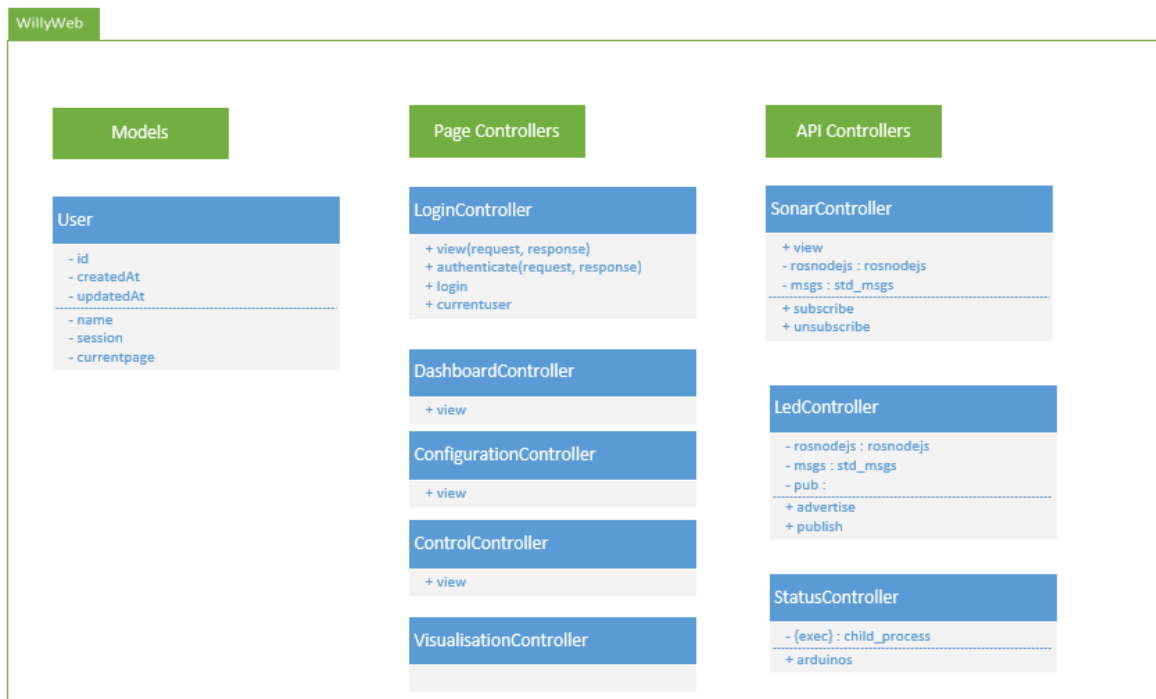 WillyWeb
Models
User
- id
- createdAt
- updatedAt
- name
- session
- currentpage
Page Controllers
LoginController
+ view(request, response)
+ authenticate(request, response)
+ login
+ currentuser
DashboardController
+ view
ConfigurationController
+ view
ControlController
+ view
VisualisationController
API Controllers
SonarController
+ view
- rosnodejs : rosnodejs
- msgs : std_msgs
+ subscribe
+ unsubscribe
LedController
- rosnodejs : rosnodejs
- msgs : std_msgs
- pub :
+ advertise
+ publish
StatusController
- {exec} : child_process
+ arduinos